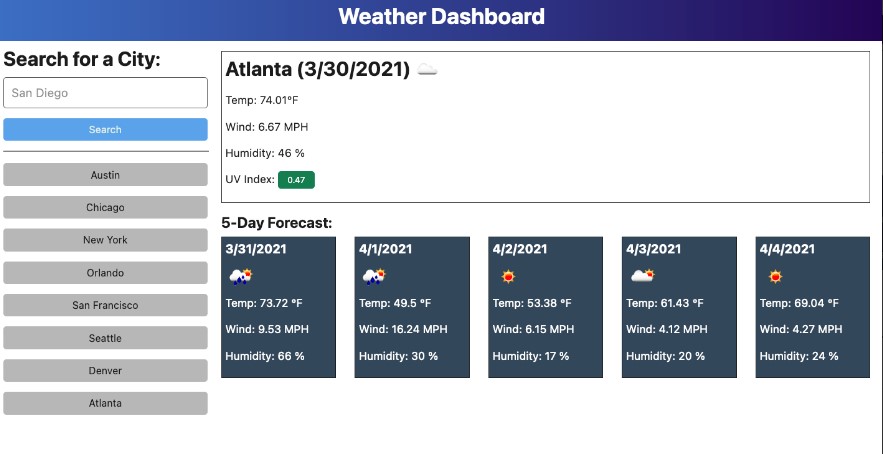 Weather Dashboard
Search for a City:
San Diego
Search
Austin
Chicago
New York
Orlando
San Francisco
Seattle
Denver
Atlanta
Atlanta (3/30/2021)
Temp: 74.01°F
Wind: 6.67 MPH
Humidity: 46 %
UV Index: 0.47
5-Day Forecast:
3/31/2021
Temp: 73.72 °F
Wind: 9.53 MPH
Humidity: 66 %
4/1/2021
Temp: 49.5 °F
Wind: 16.24 MPH
Humidity: 30 %
4/2/2021
Temp: 53.38 °F
Wind: 6.15 MPH
Humidity: 17 %
4/3/2021
Temp: 61.43 °F
Wind: 4.12 MPH
Humidity: 20 %
4/4/2021
Temp: 69.04 °F
Wind: 4.27 MPH
Humidity: 24 %